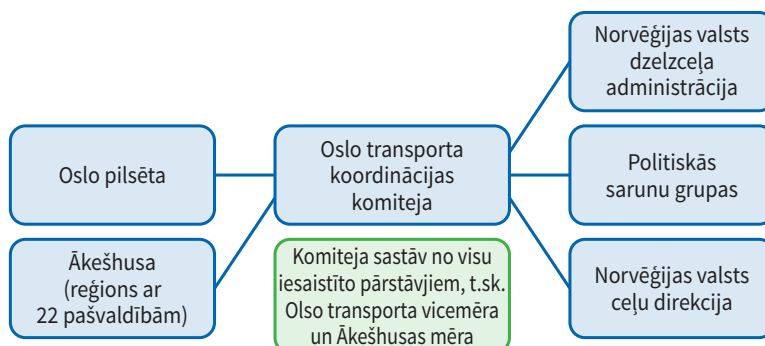 Norvēģijas valsts
dzelzceļa
administrācija
Oslo pilsēta
Oslo transporta
koordinācijas
komiteja
Politiskās
sarunu grupas
Ākešhusa
(reģions ar
22 pašvaldībām)
Komiteja sastāv no visu
iesaistīto pārstāvjiem, t.sk.
Olso transporta vicemēra
un Ākešhusas mēra
Norvēģijas valsts
ceļu direkcija